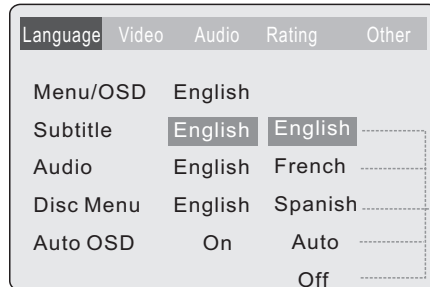 Language Video Audio Rating Other
Menu/OSD English
Subtitle English English
Audio English French
Disc Menu English Spanish
Auto OSD On Auto
Off